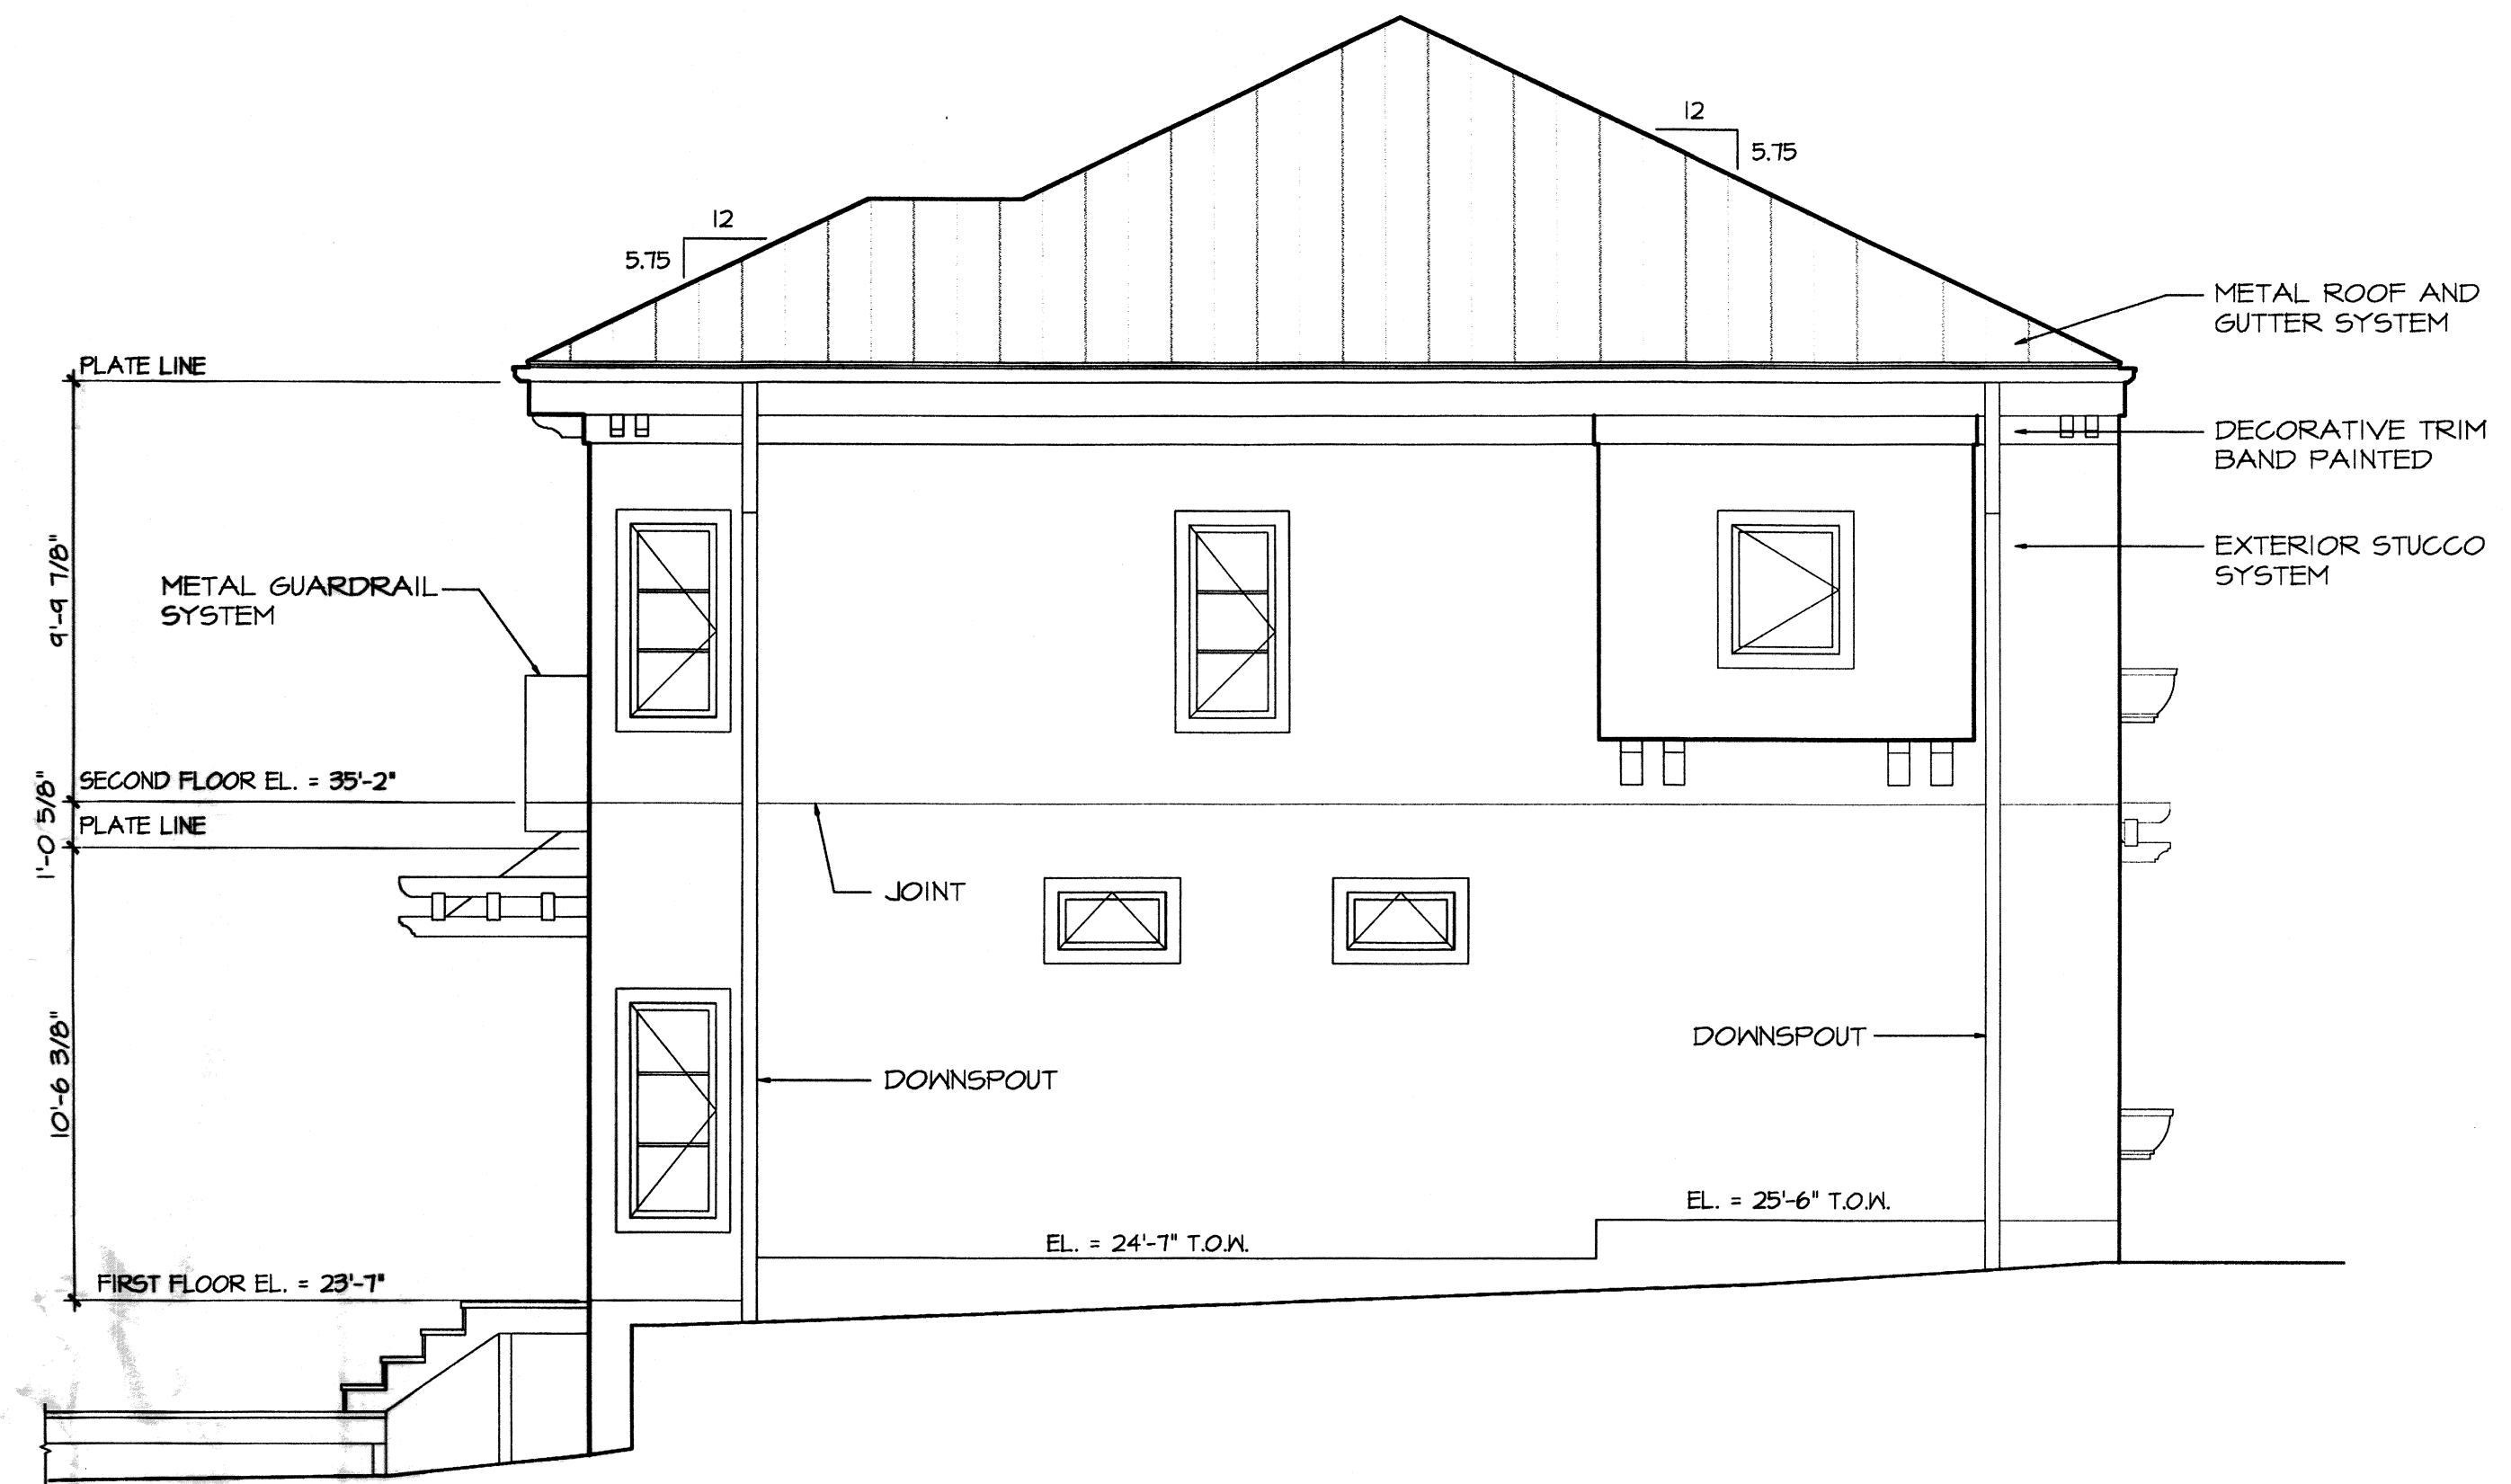 12
5.75
12
5.75
METAL ROOF AND
GUTTER SYSTEM
PLATE LINE
DECORATIVE TRIM
BAND PAINTED
EXTERIOR STUCCO
SYSTEM
9'-9 7/8"
METAL GUARDRAIL
SYSTEM
SECOND FLOOR EL. = 35'-2"
1'-0 5/8"
PLATE LINE
JOINT
10'-6 3/8"
DOWNSPOUT
DOWNSPOUT
EL. = 25'-6" T.O.W.
EL. = 24'-7" T.O.W.
FIRST FLOOR EL. = 23'-7"